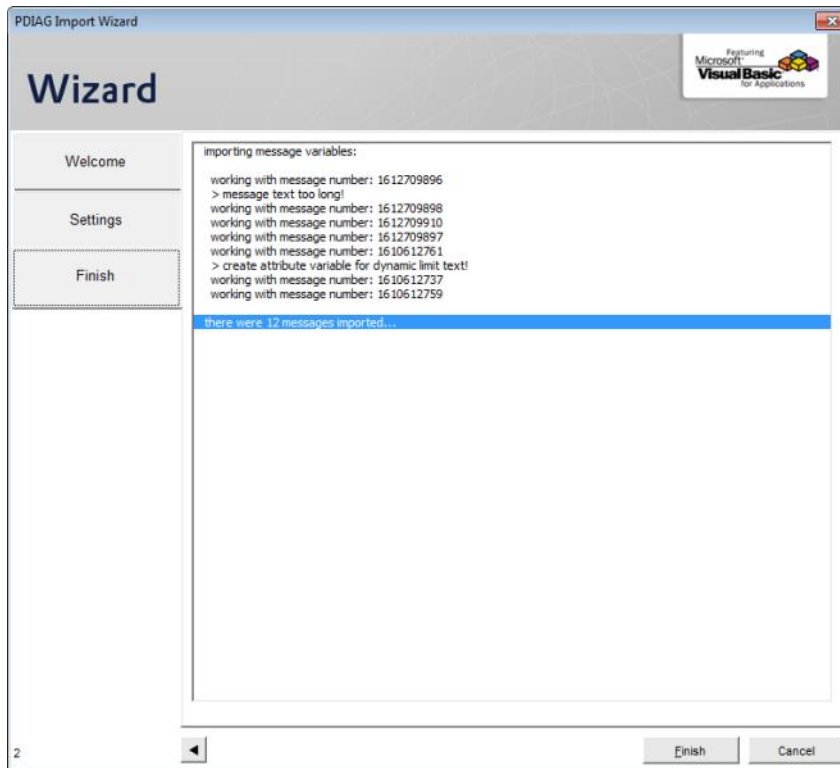 PDIAG Import Wizard
Wizard
Featuring
Microsoft®
Visual Basic
for Applications
Welcome
Settings
Finish
importing message variables:
working with message number: 1612709896
> message text too long!
working with message number: 1612709898
working with message number: 1612709910
working with message number: 1612709897
working with message number: 1610612761
> create attribute variable for dynamic limit text!
working with message number: 1610612737
working with message number: 1610612759
there were 12 messages imported...
2
Finish
Cancel